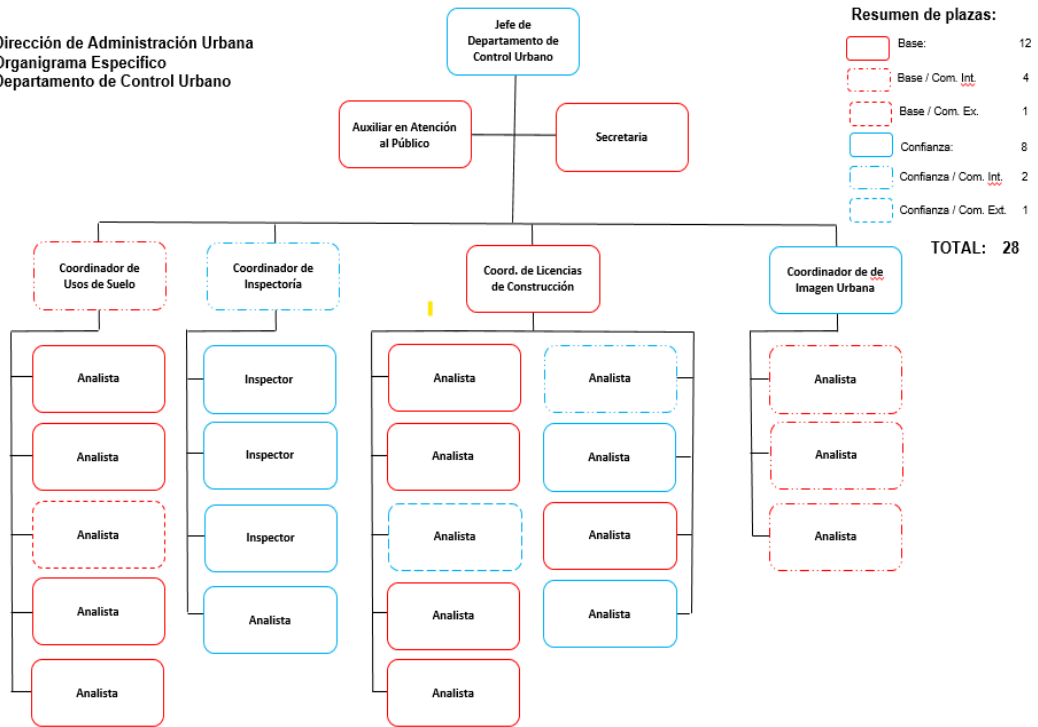 Dirección de Administración Urbana
Organigrama Especifico
Departamento de Control Urbano
Jefe de
Departamento de
Control Urbano
Resumen de plazas:
Base: 12
Base / Com. Int. 4
Base / Com. Ex. 1
Confianza: 8
Confianza / Com. Int. 2
Confianza / Com. Ext. 1
TOTAL: 28
Auxiliar en Atención
al Público
Secretaria
Coordinador de
Usos de Suelo
Coordinador de
Inspectoría
Coord. de Licencias
de Construcción
Coordinador de de
Imagen Urbana
Analista
Analista
Analista
Analista
Analista
Inspector
Inspector
Inspector
Analista
Analista
Analista
Analista
Analista
Analista
Analista
Analista
Analista
Analista
Analista
Analista
Analista